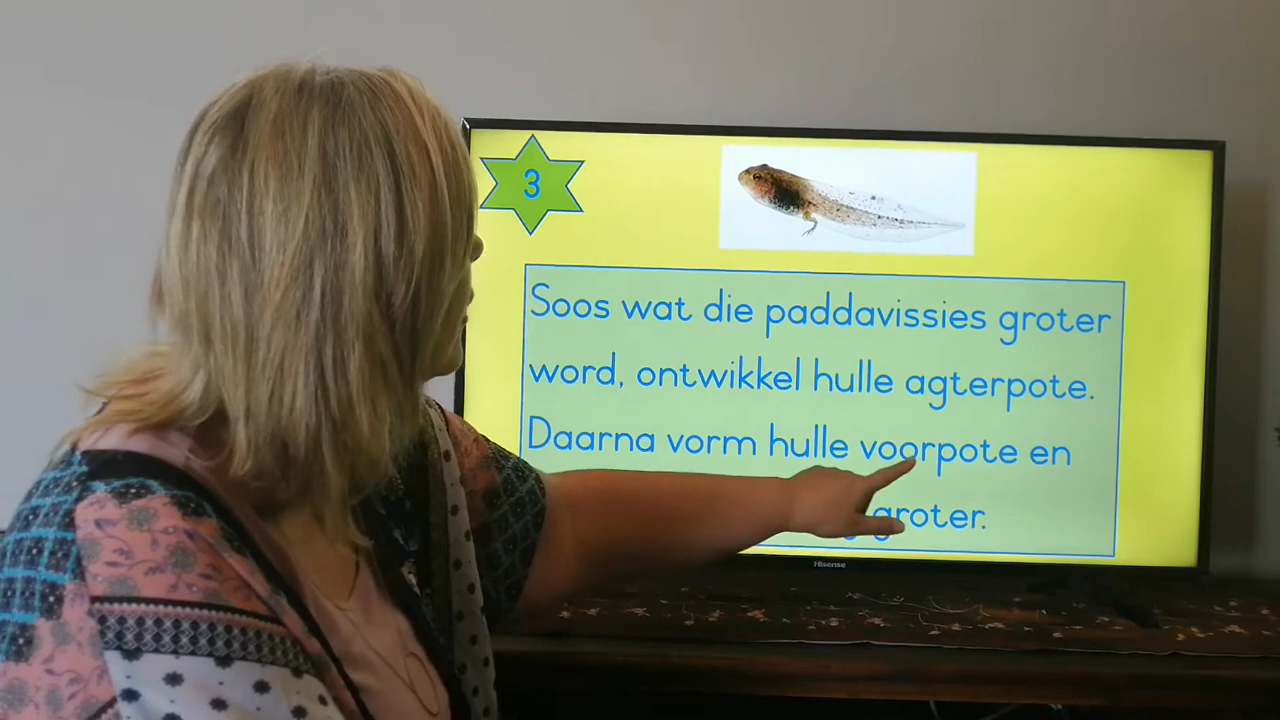 3
Soos wat die paddavissies groter
word, ontwikkel hulle agterpote.
Daarna vorm hulle voorpote en
groter.
Hisense